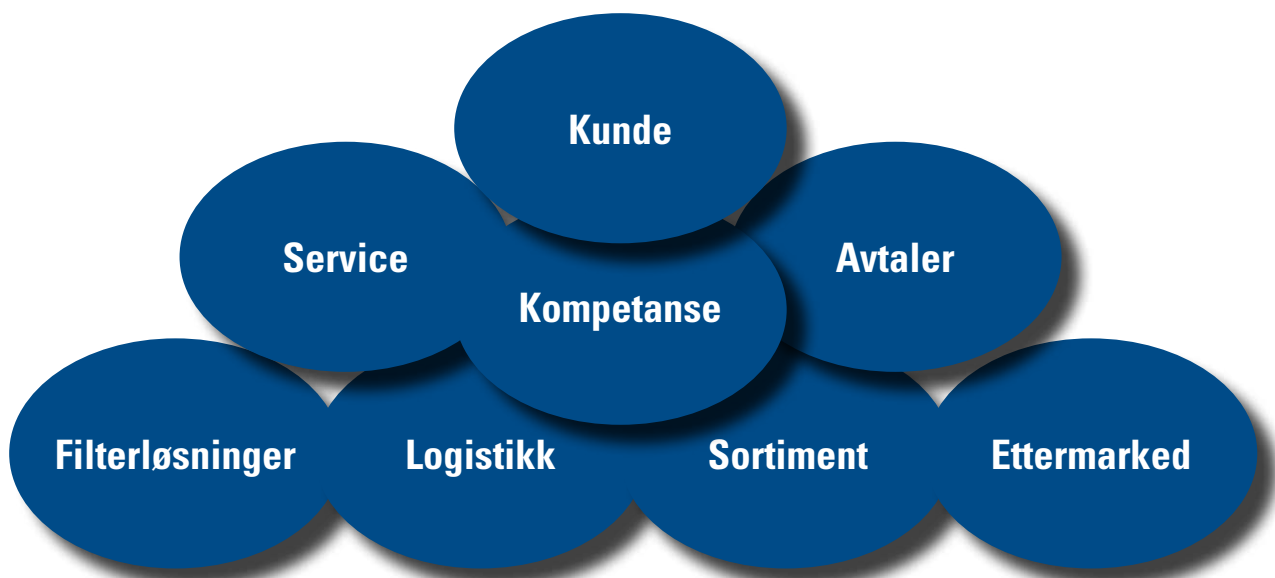 Kunde
Service
Avtaler
Kompetanse
Filterløsninger
Logistikk
Sortiment
Ettermarked